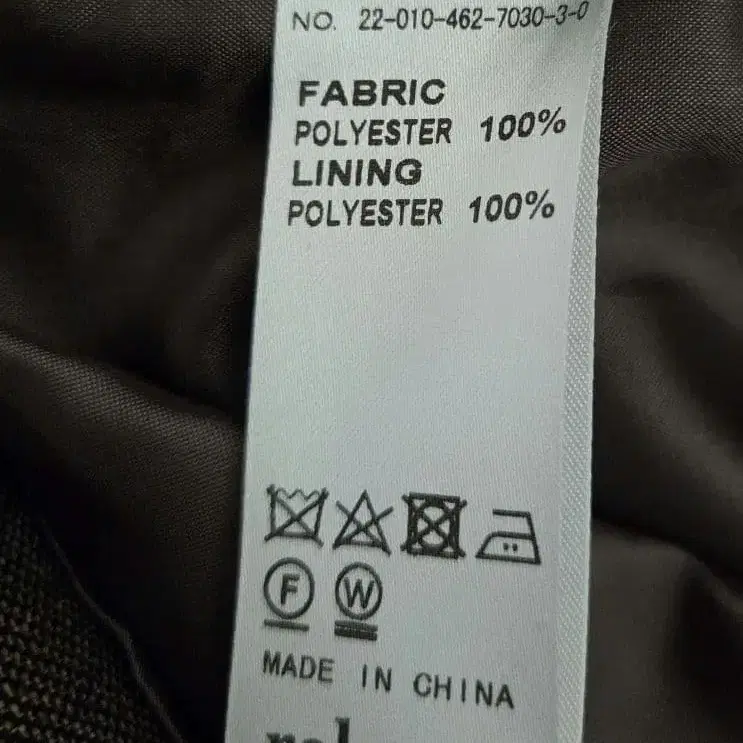 NO. 22-010-462-7030-3-0
FABRIC
POLYESTER 100%
LINING
POLYESTER 100%
F W
MADE IN CHINA